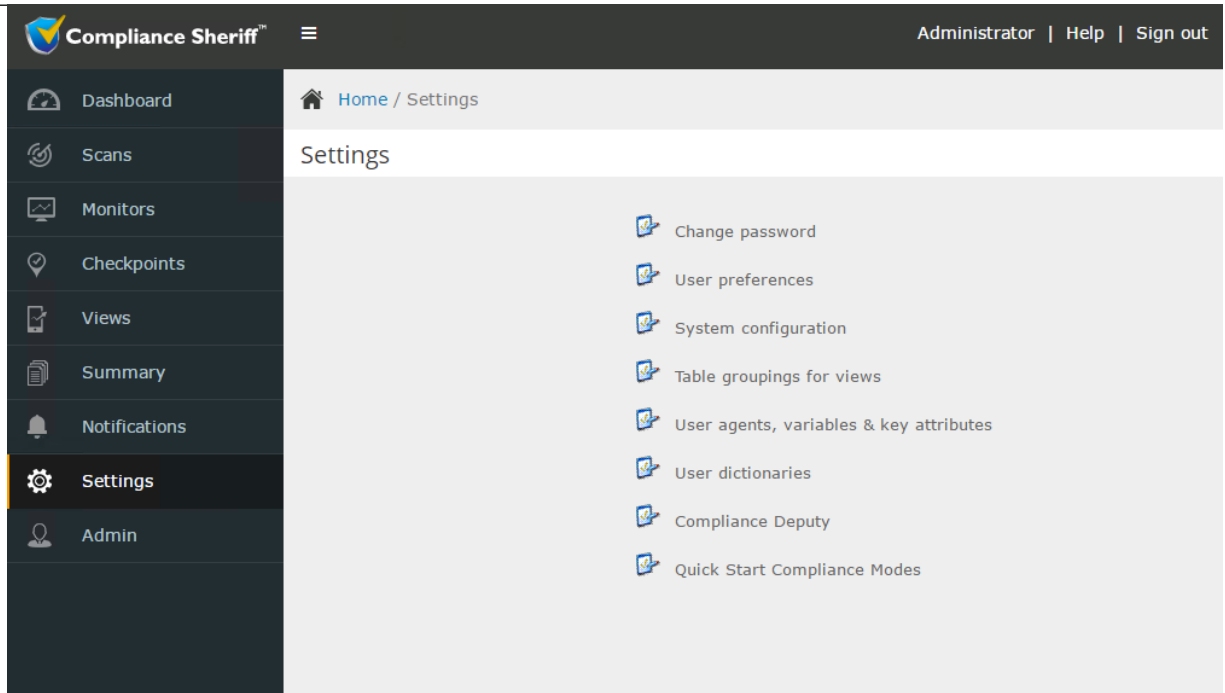 Compliance Sheriff™
Administrator | Help | Sign out
Dashboard
Scans
Monitors
Checkpoints
Views
Summary
Notifications
Settings
Admin
Home / Settings
Settings
Change password
User preferences
System configuration
Table groupings for views
User agents, variables & key attributes
User dictionaries
Compliance Deputy
Quick Start Compliance Modes